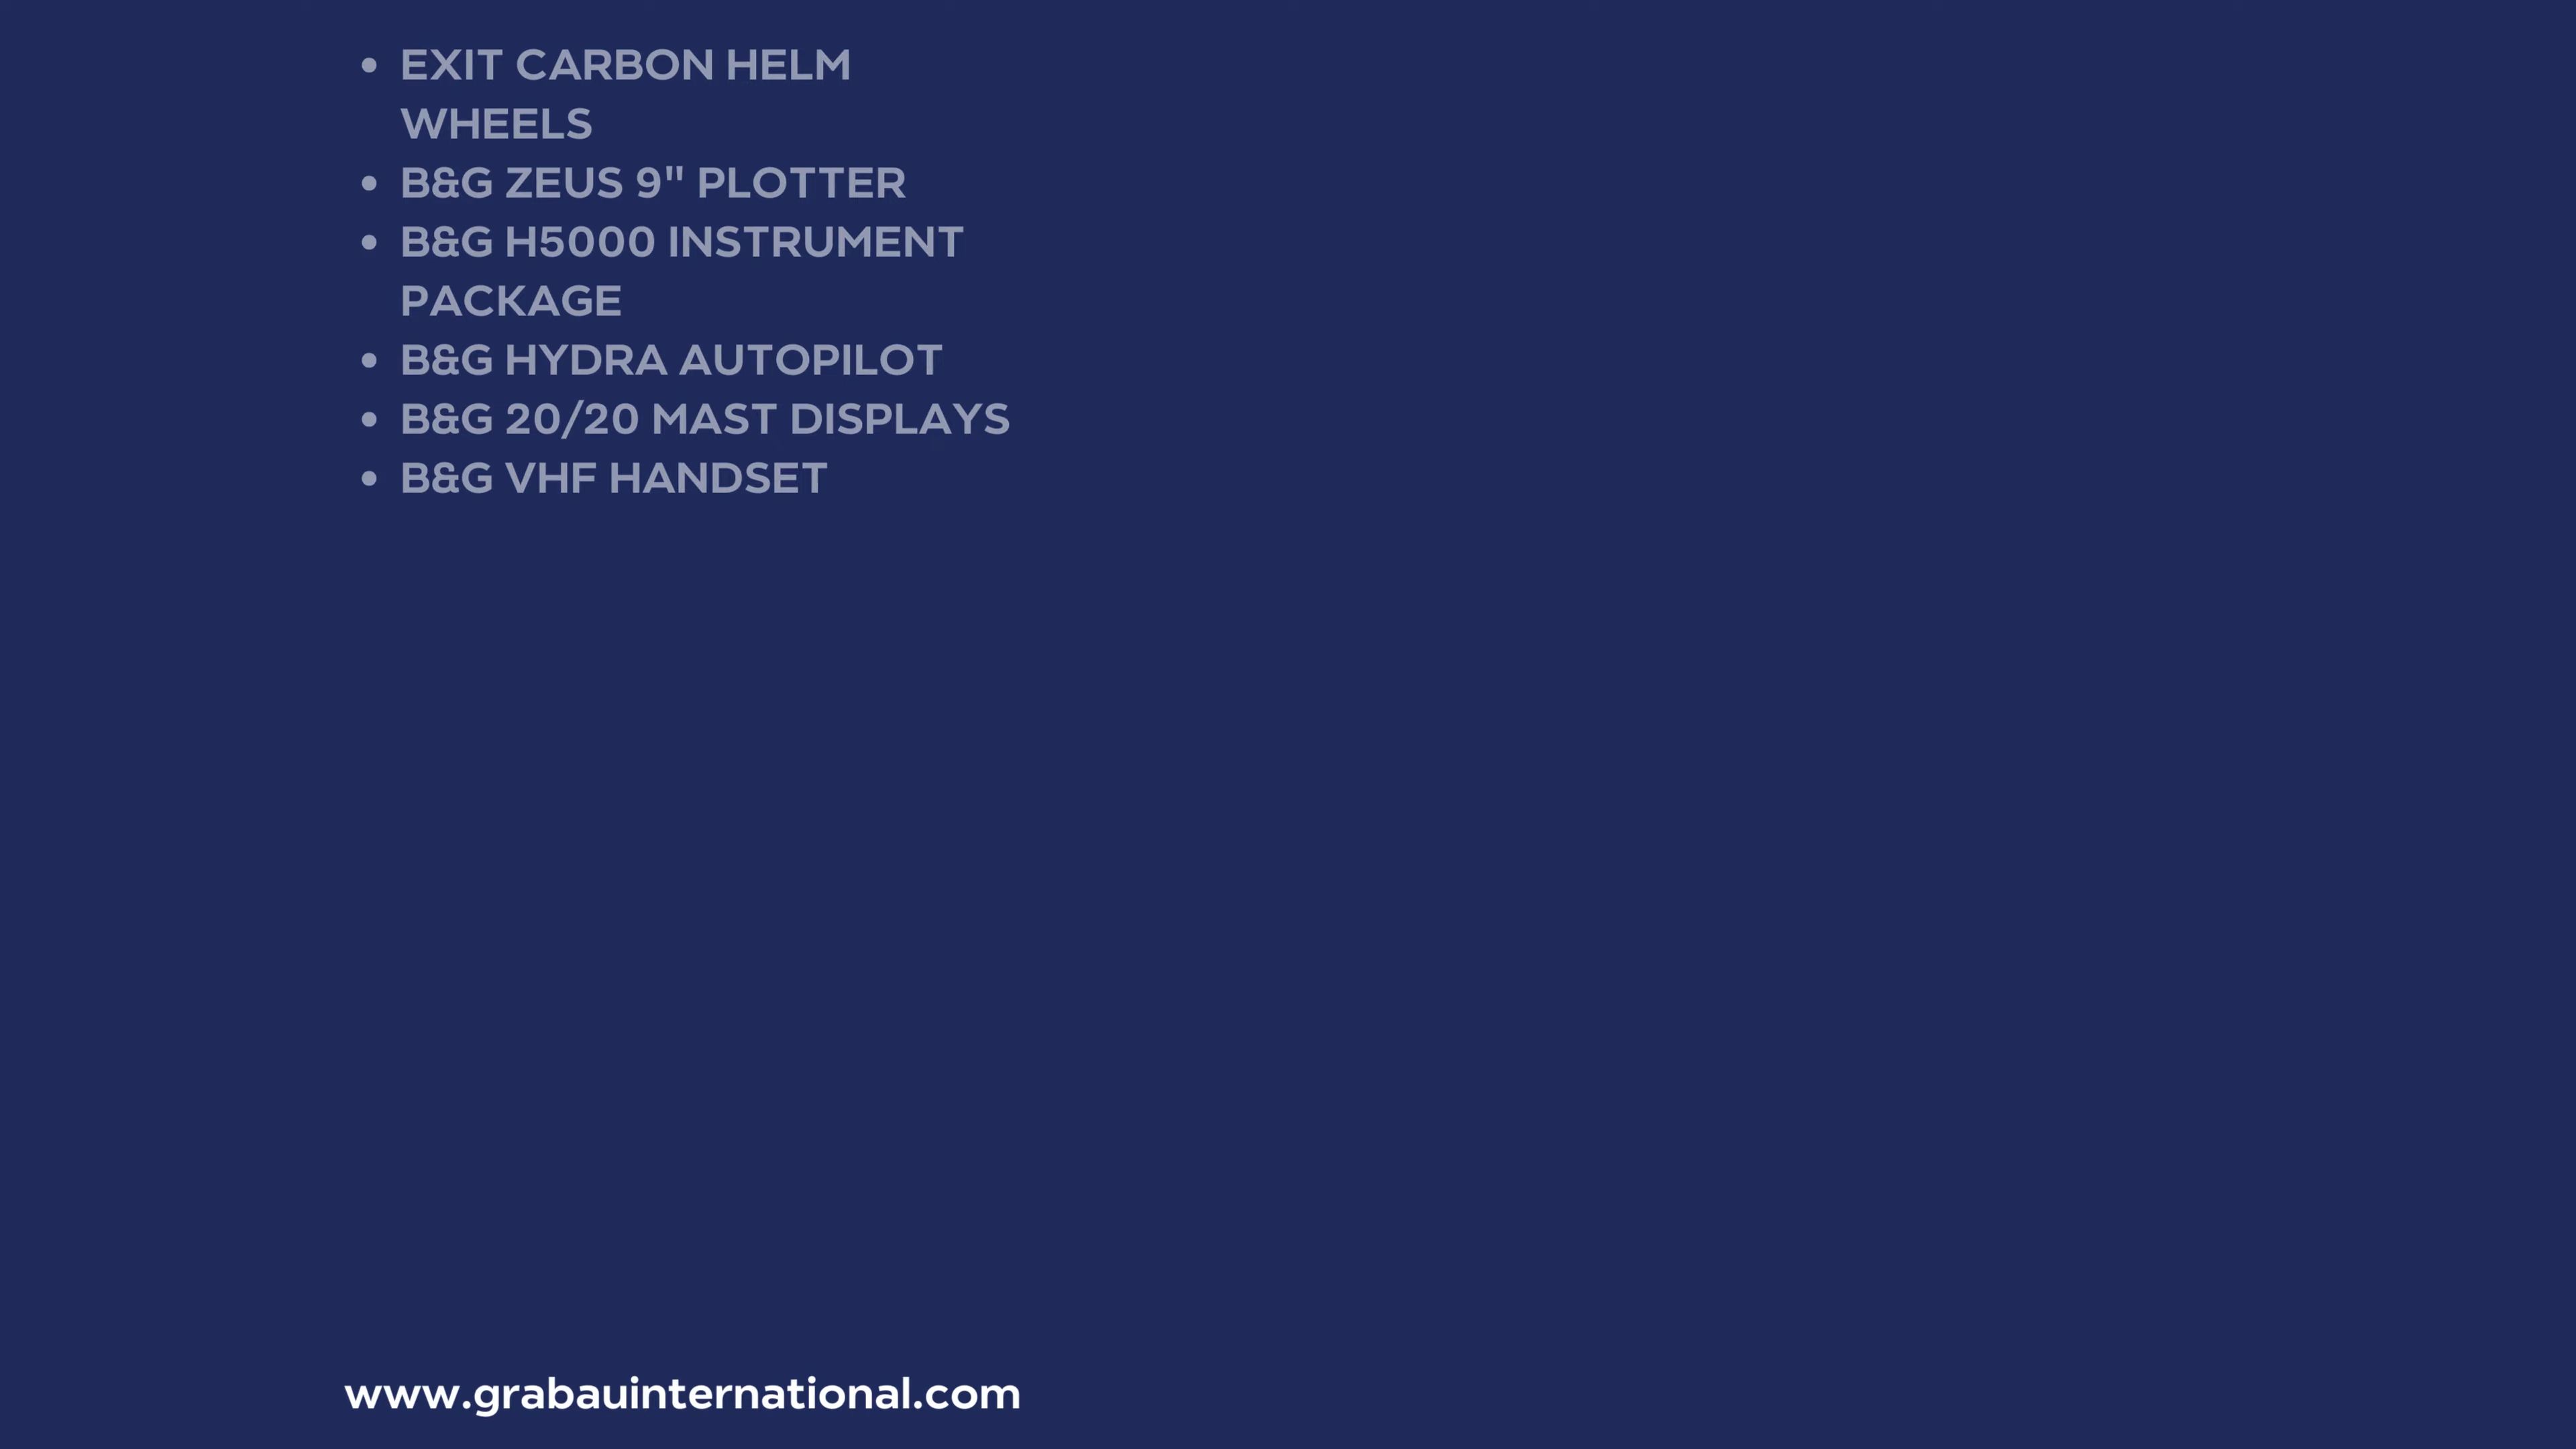 • EXIT CARBON HELM
WHEELS
• B&G ZEUS 9" PLOTTER
• B&G H5000 INSTRUMENT
PACKAGE
• B&G HYDRA AUTOPILOT
• B&G 20/20 MAST DISPLAYS
• B&G VHF HANDSET
www.grabauinternational.com